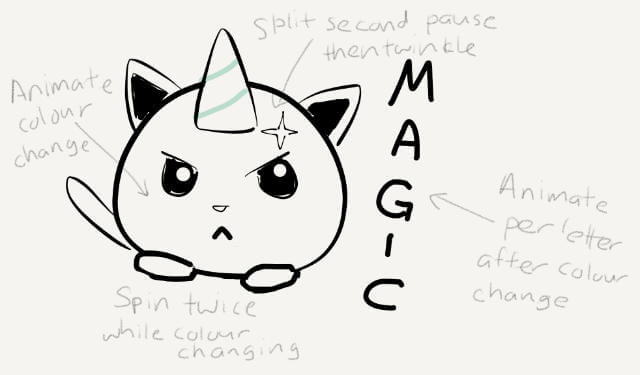 Split second pause
then twinkle
Animate
colour
change
M
A
G
I
C
Animate
per letter
after colour
change
Spin twice
while colour
changing